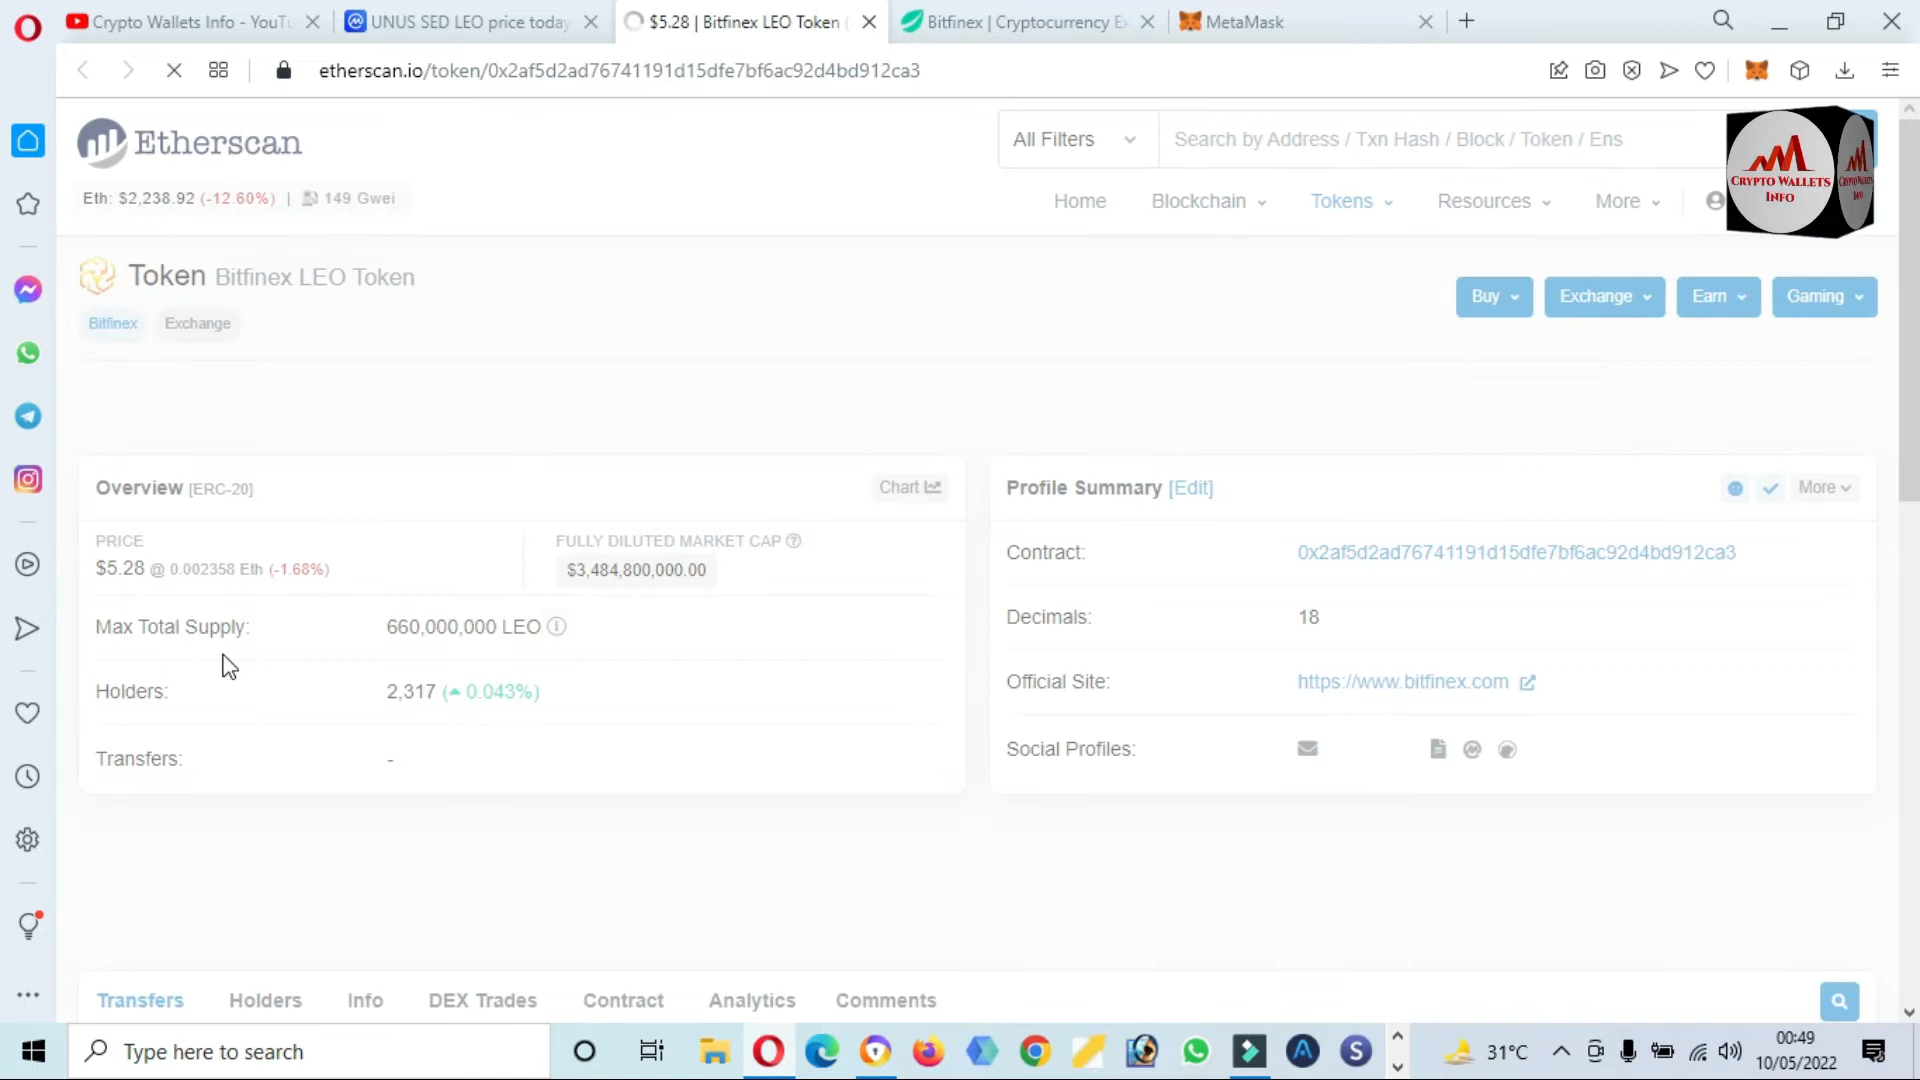 Crypto Wallets Info - YouTu
UNUS SED LEO price today,
$5.28 | Bitfinex LEO Token (
Bitfinex | Cryptocurrency Ex
MetaMask
etherscan.io/token/0x2af5d2ad76741191d15dfe7bf6ac92d4bd912ca3
Etherscan
All Filters
Search by Address / Txn Hash / Block / Token / Ens
Eth: $2,238.92 (-12.60%) | 149 Gwei
Home
Blockchain
Tokens
Resources
More
CRYPTO WALLETS
INFO
CRYPTO WALLETS
INFO
Token Bitfinex LEO Token
Bitfinex
Exchange
Buy
Exchange
Earn
Gaming
Overview [ERC-20]
Chart
PRICE
$5.28 @ 0.002358 Eth (-1.68%)
FULLY DILUTED MARKET CAP
$3,484,800,000.00
Max Total Supply:
660,000,000 LEO
Holders:
2,317 (0.043%)
Transfers:
-
Profile Summary [Edit]
More
Contract:
0x2af5d2ad76741191d15dfe7bf6ac92d4bd912ca3
Decimals:
18
Official Site:
https://www.bitfinex.com
Social Profiles:
Transfers
Holders
Info
DEX Trades
Contract
Analytics
Comments
Type here to search
31°C
00:49
10/05/2022